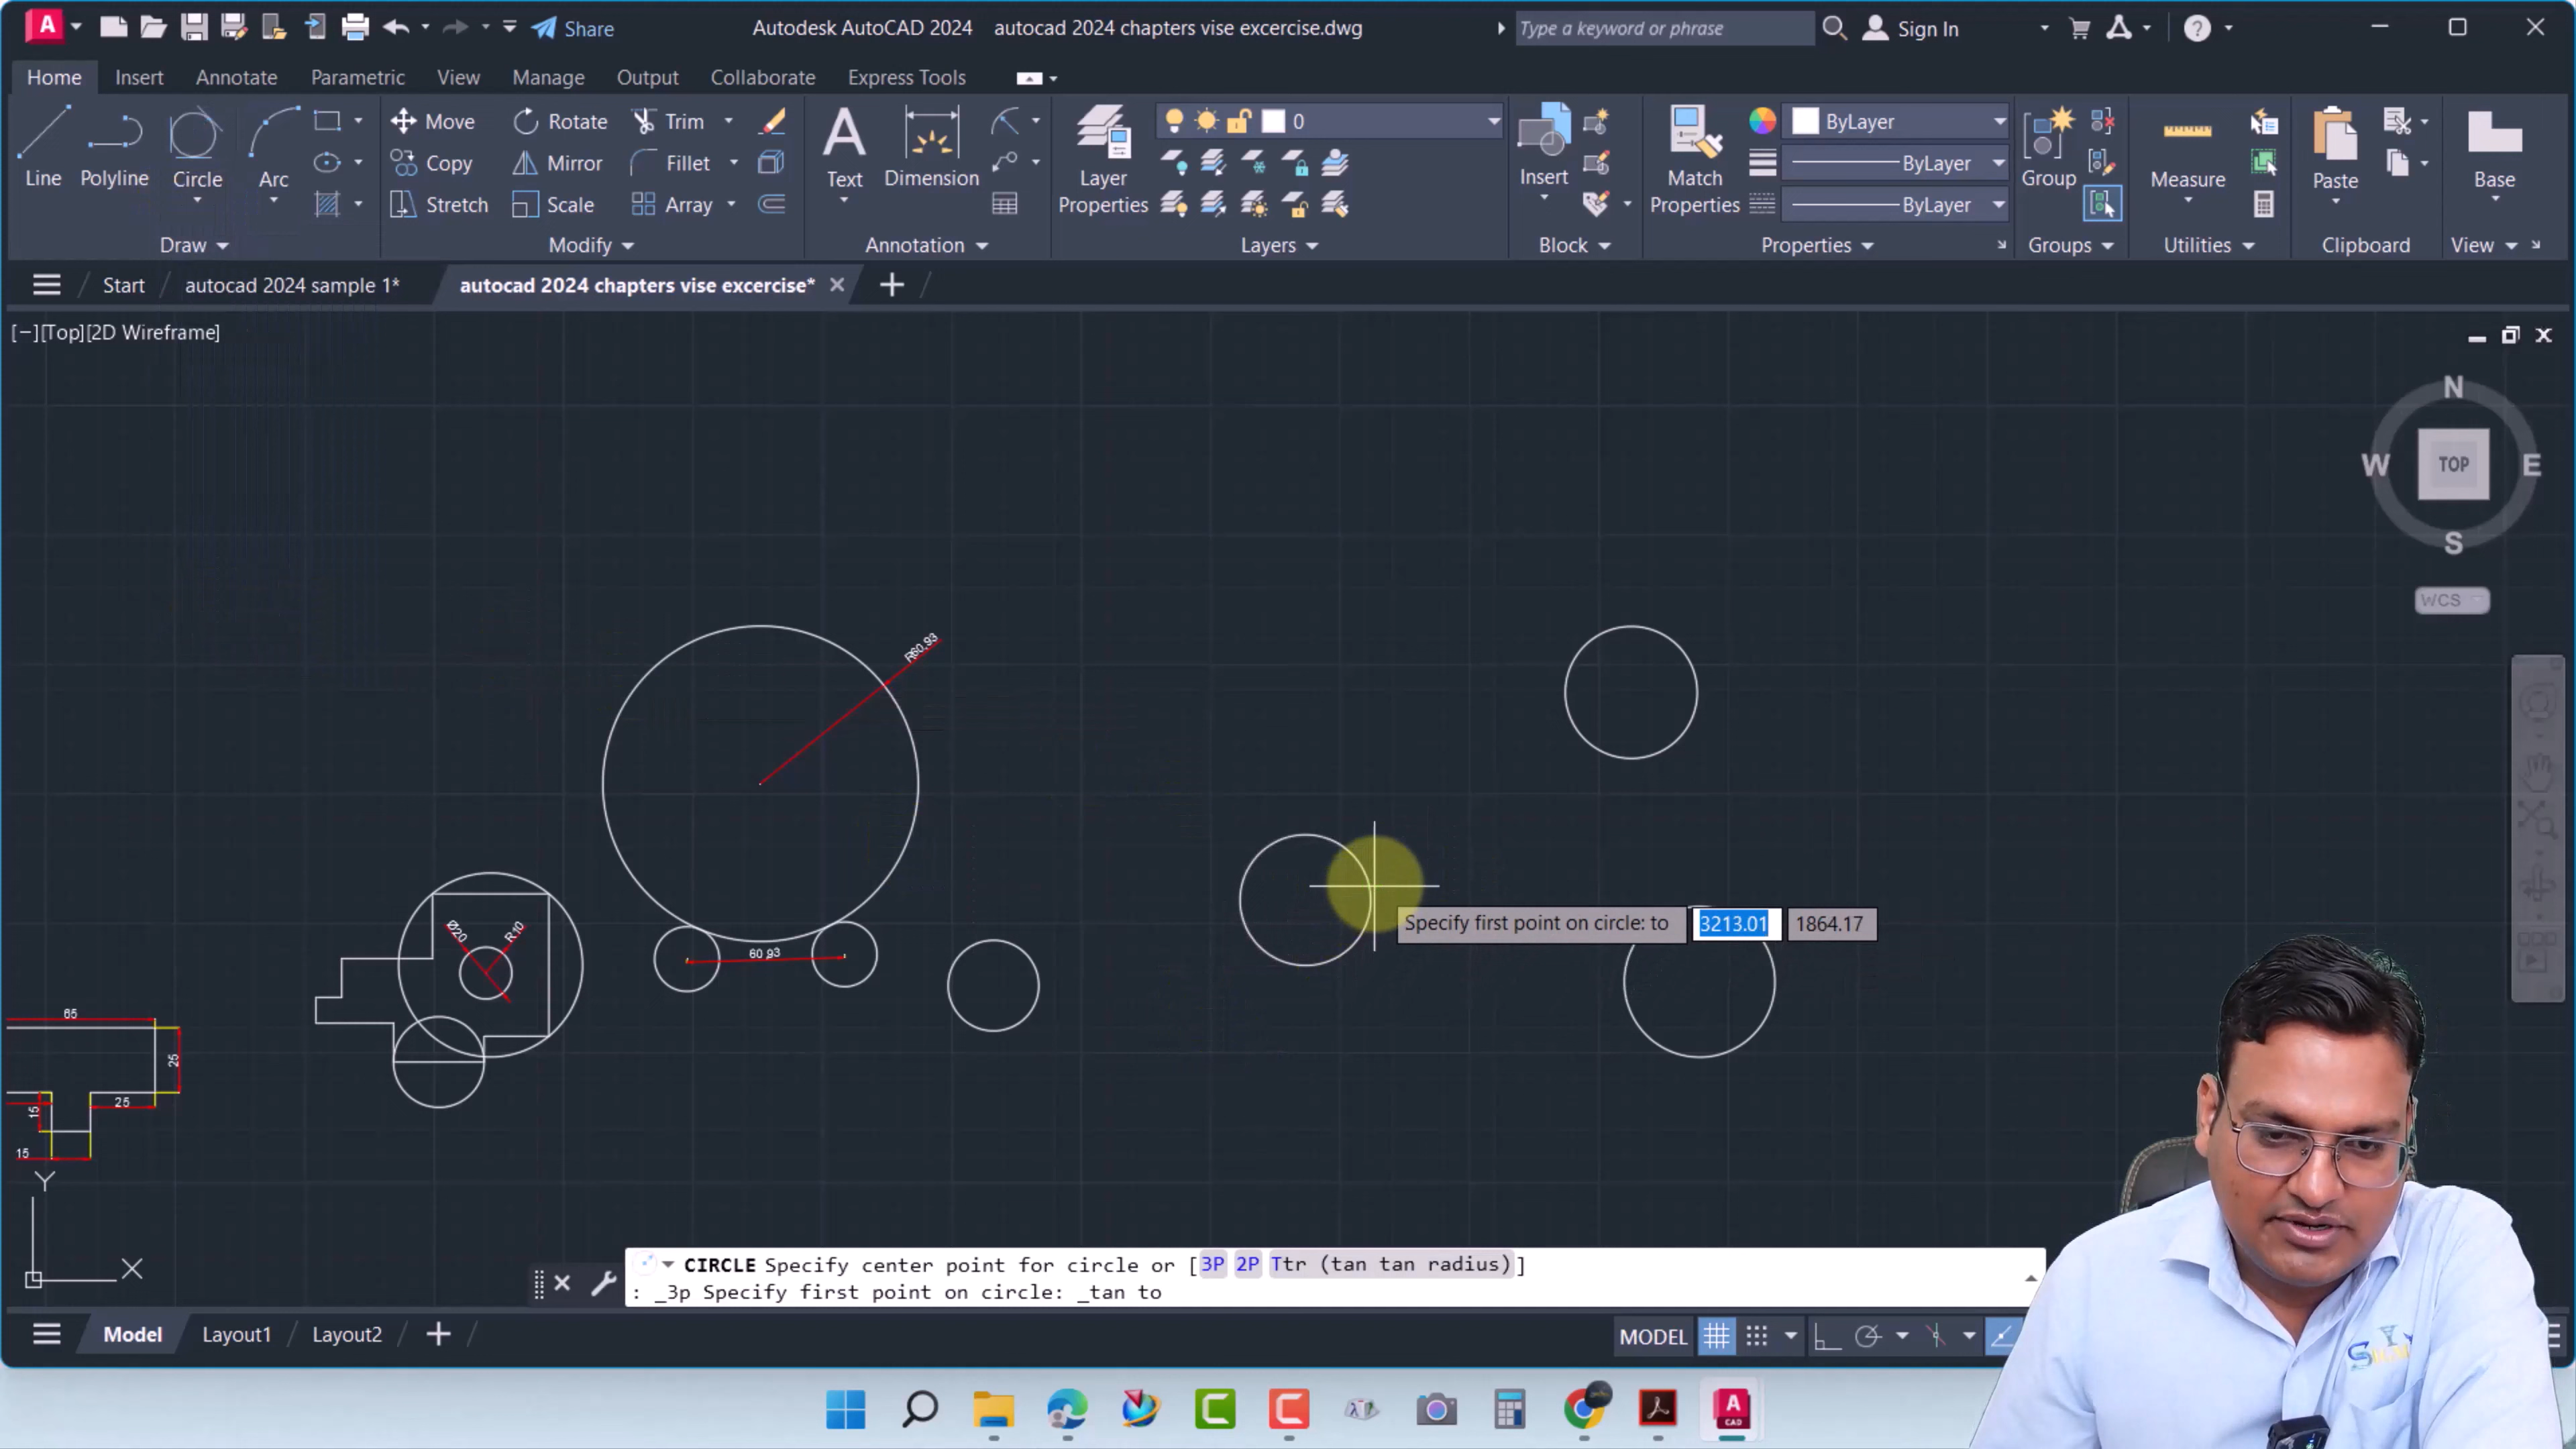 A Share Autodesk AutoCAD 2024 autocad 2024 chapters vise excercise.dwg Type a keyword or phrase Sign In
Home Insert Annotate Parametric View Manage Output Collaborate Express Tools
Line Polyline Circle Arc
Move Rotate Trim
Copy Mirror Fillet
Stretch Scale Array
Text Dimension
Layer Properties
0
Insert
Match Properties
ByLayer
ByLayer
ByLayer
Group
Measure
Paste
Base
Draw Modify Annotation Layers Block Properties Groups Utilities Clipboard View
Start autocad 2024 sample 1* autocad 2024 chapters vise excercise*
[−][Top][2D Wireframe]
N
W TOP E
S
WCS
R60.93
Ø20 R10
60.93
Specify first point on circle: to 3213.01 1864.17
65
25
15
25
15
Y
X
CIRCLE Specify center point for circle or [3P 2P Ttr (tan tan radius)]
: _3p Specify first point on circle: _tan to
Model Layout1 Layout2 MODEL
A
CAD